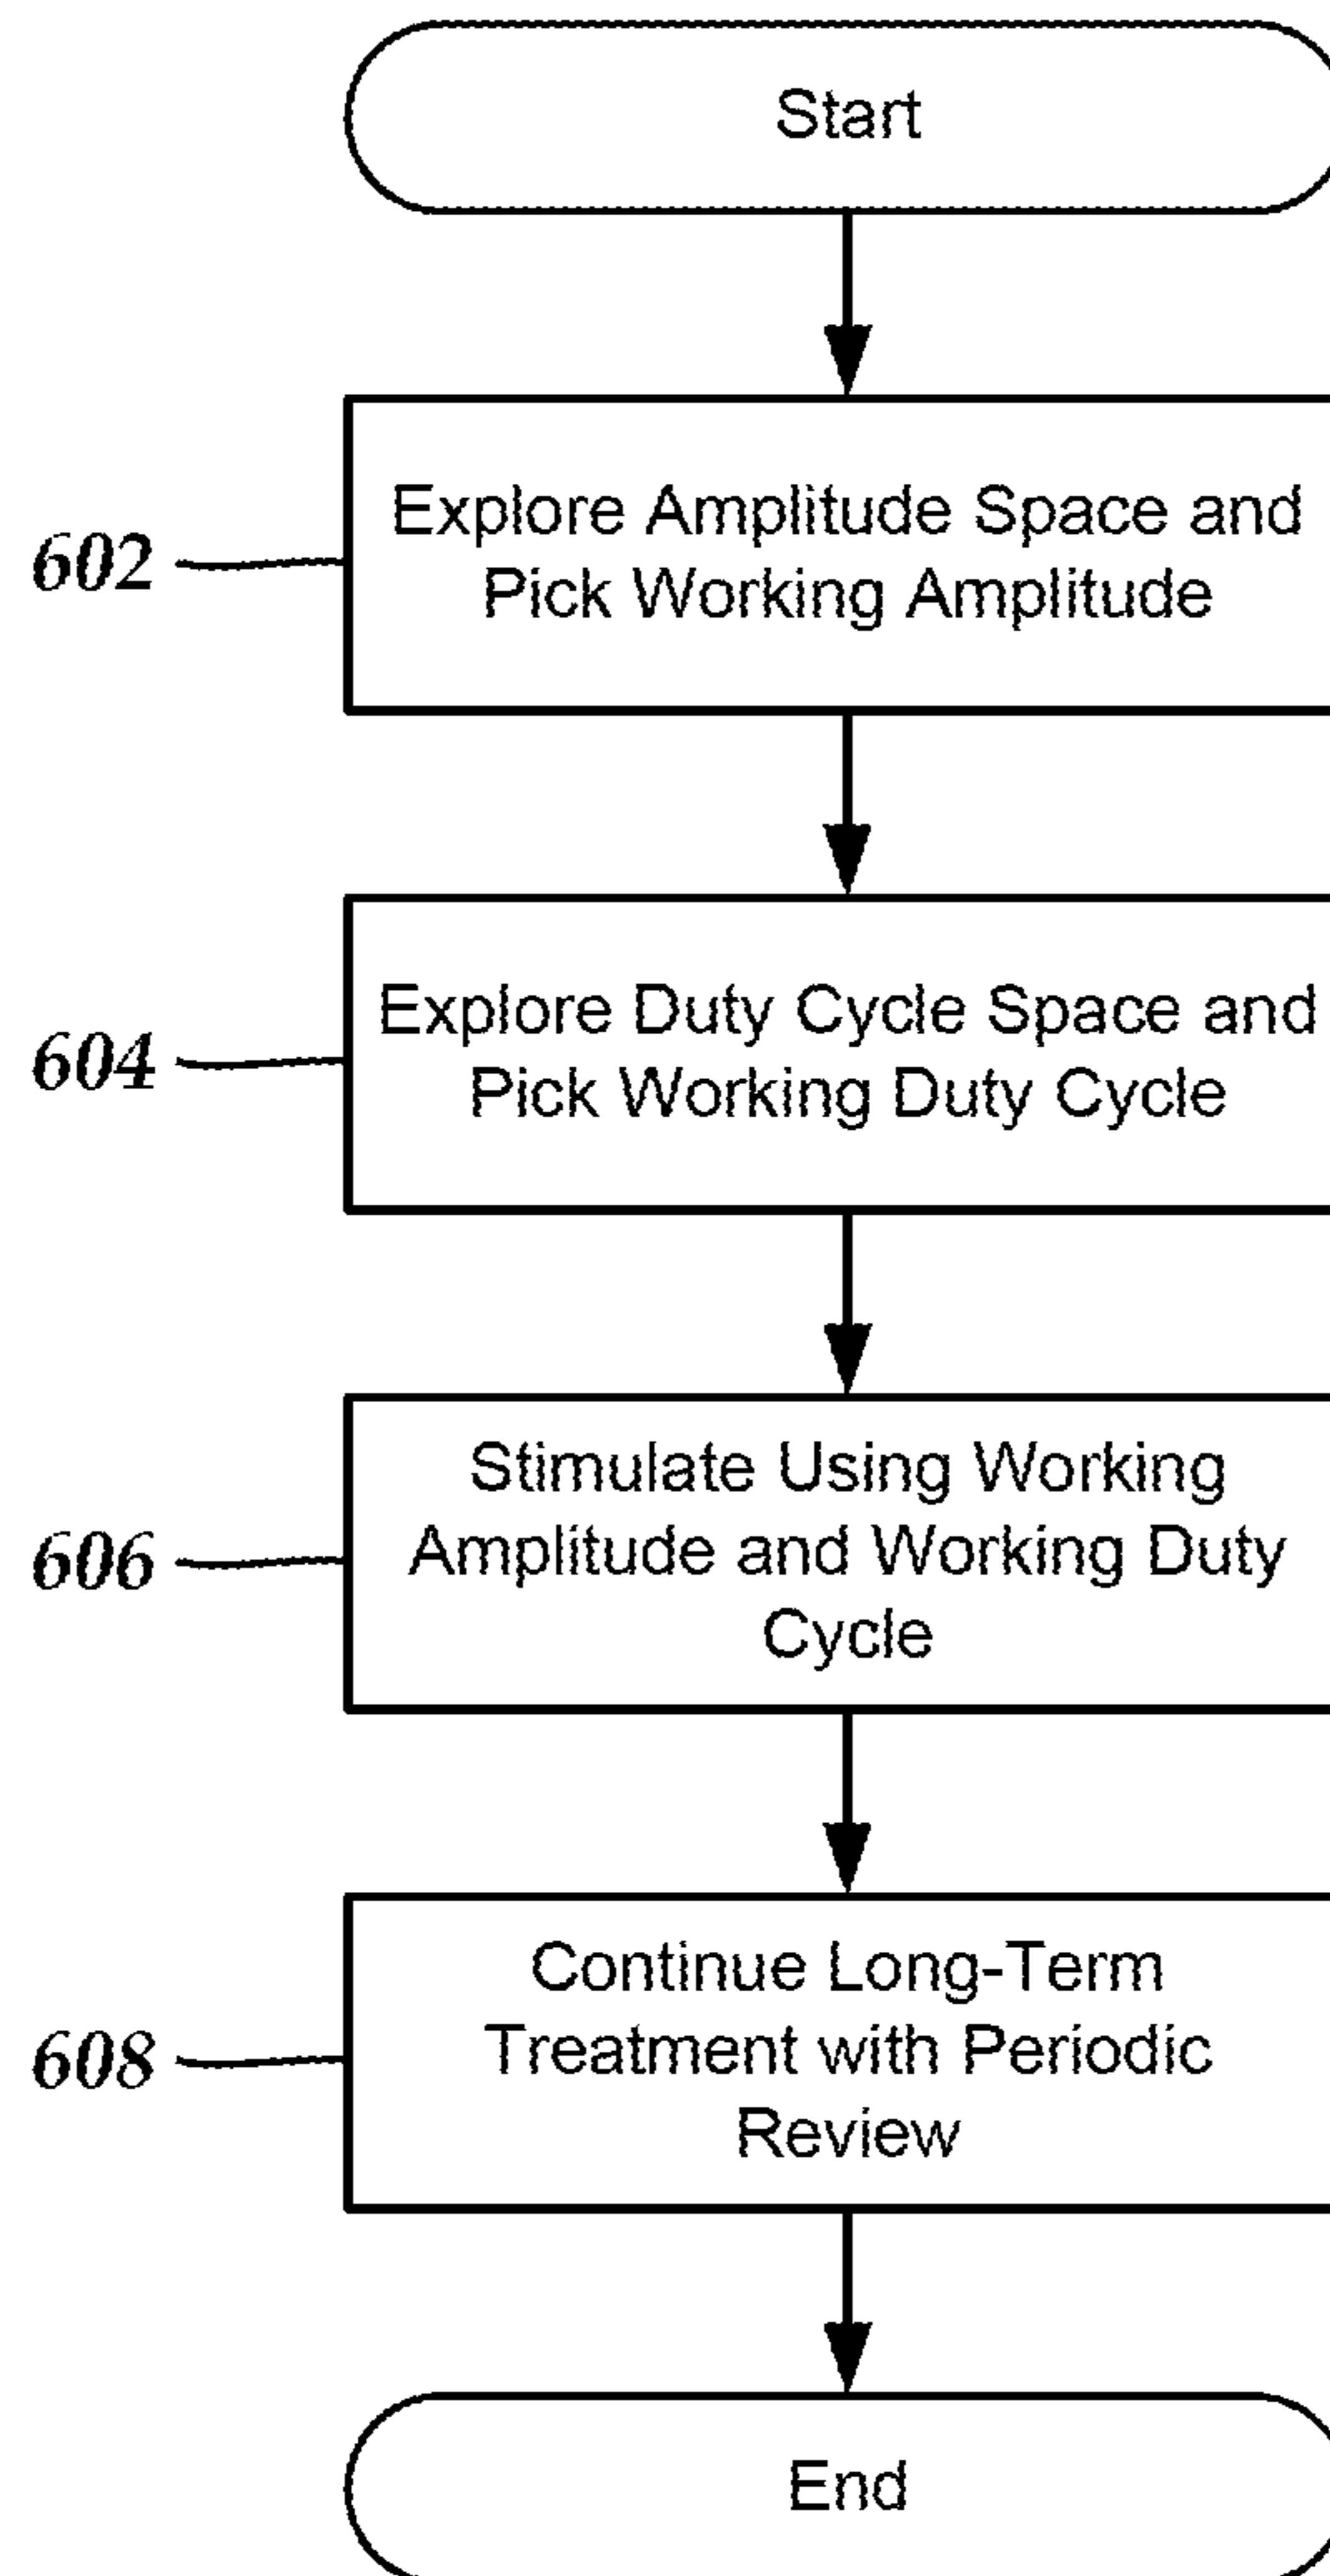 Start
602
Explore Amplitude Space and
Pick Working Amplitude
604
Explore Duty Cycle Space and
Pick Working Duty Cycle
606
Stimulate Using Working
Amplitude and Working Duty
Cycle
608
Continue Long-Term
Treatment with Periodic
Review
End